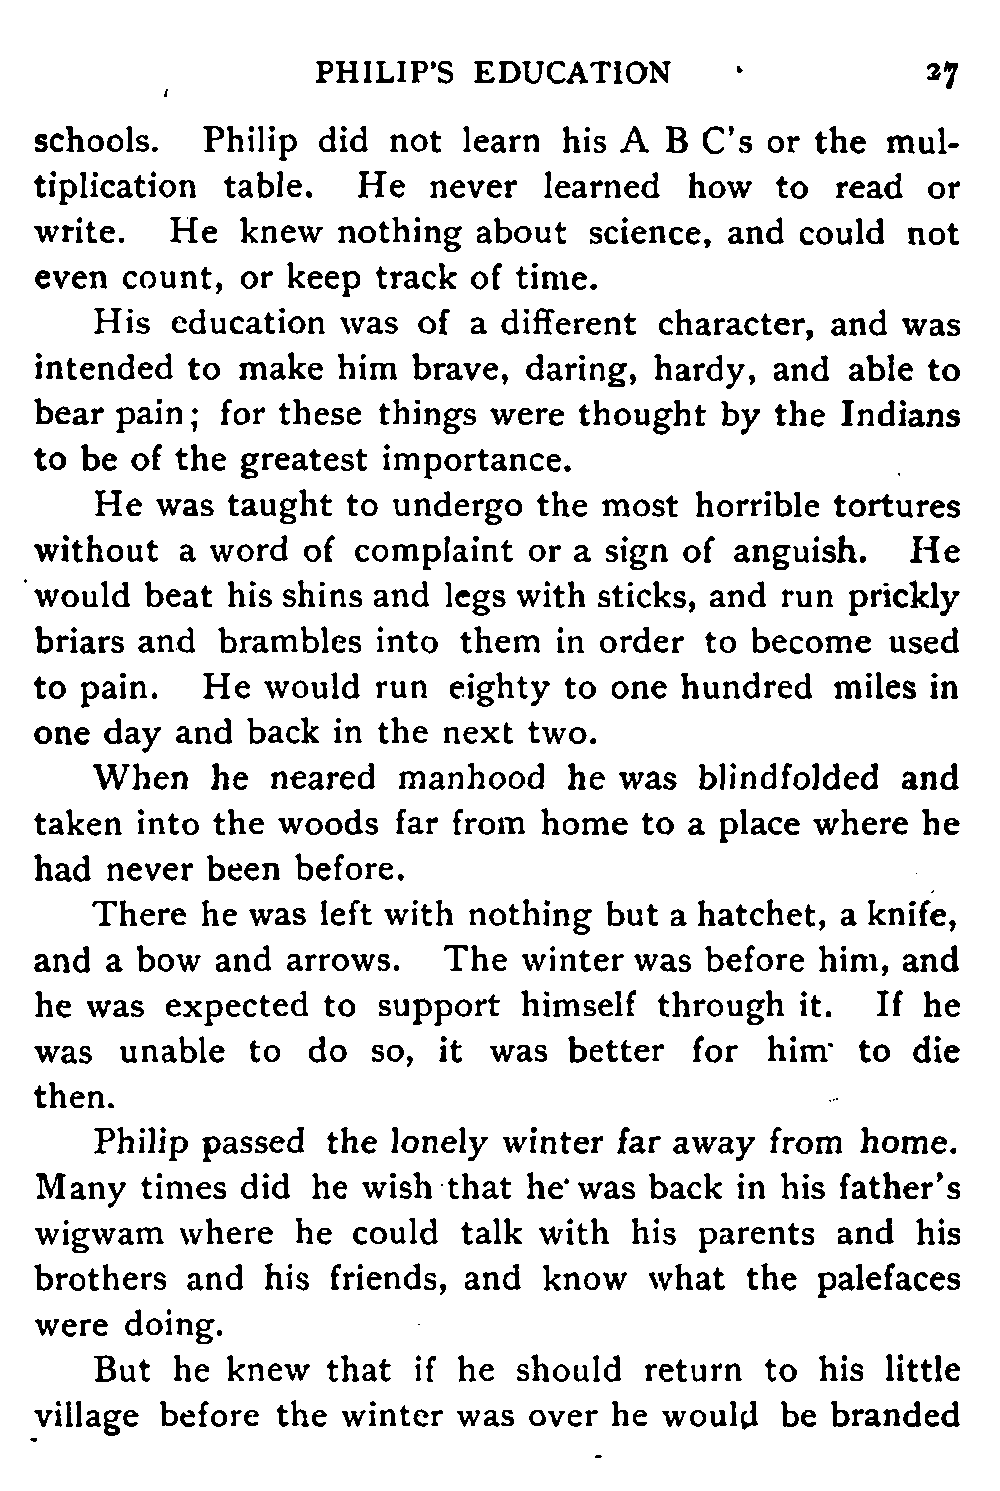 PHILIP'S EDUCATION 27
schools. Philip did not learn his A B C's or the mul-
tiplication table. He never learned how to read or
write. He knew nothing about science, and could not
even count, or keep track of time.
His education was of a different character, and was
intended to make him brave, daring, hardy, and able to
bear pain; for these things were thought by the Indians
to be of the greatest importance.
He was taught to undergo the most horrible tortures
without a word of complaint or a sign of anguish. He
would beat his shins and legs with sticks, and run prickly
briars and brambles into them in order to become used
to pain. He would run eighty to one hundred miles in
one day and back in the next two.
When he neared manhood he was blindfolded and
taken into the woods far from home to a place where he
had never been before.
There he was left with nothing but a hatchet, a knife,
and a bow and arrows. The winter was before him, and
he was expected to support himself through it. If he
was unable to do so, it was better for him to die
then.
Philip passed the lonely winter far away from home.
Many times did he wish that he was back in his father's
wigwam where he could talk with his parents and his
brothers and his friends, and know what the palefaces
were doing.
But he knew that if he should return to his little
village before the winter was over he would be branded